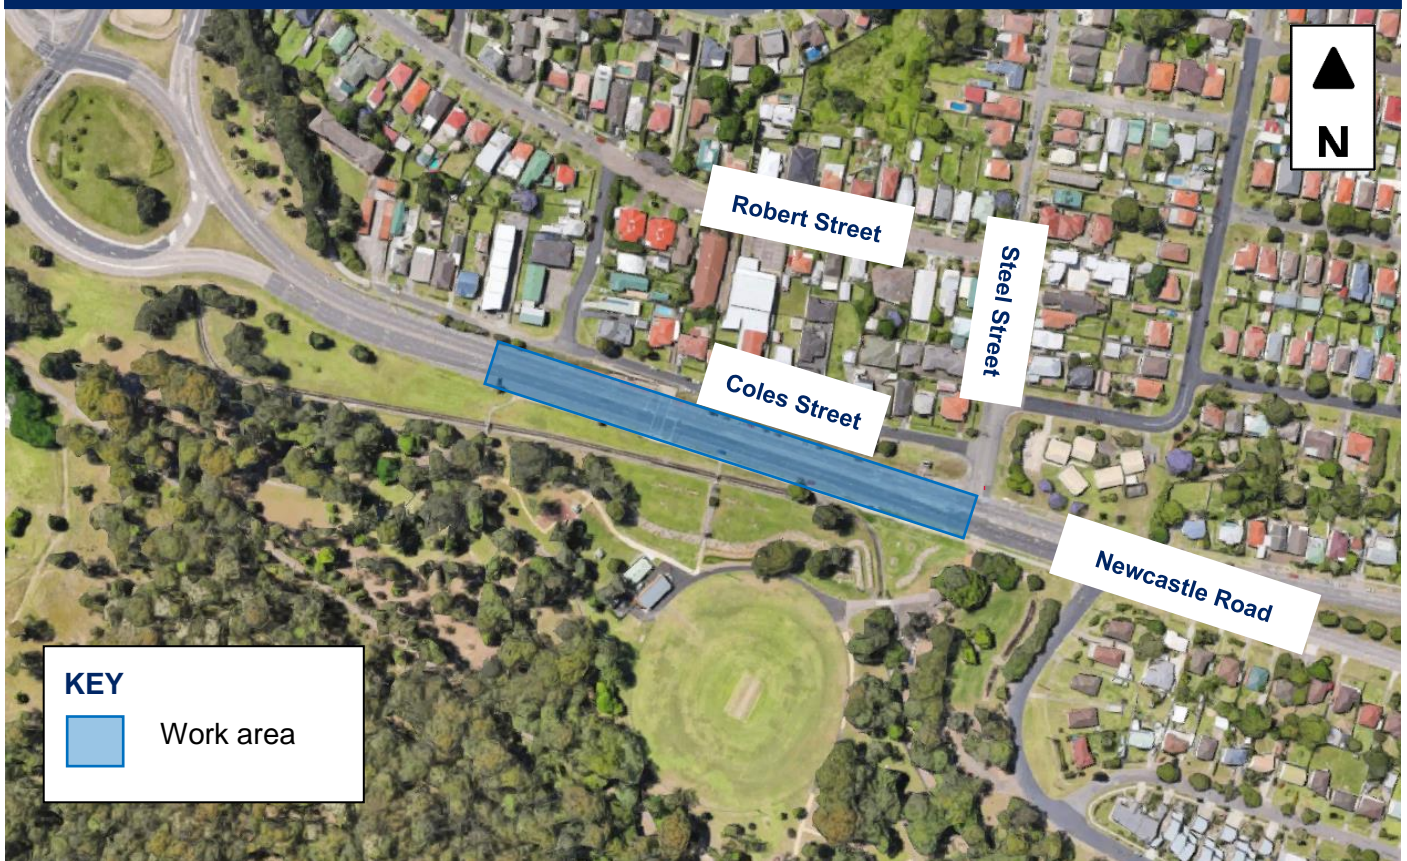 N
Robert Street
Steel Street
Coles Street
Newcastle Road
KEY
Work area